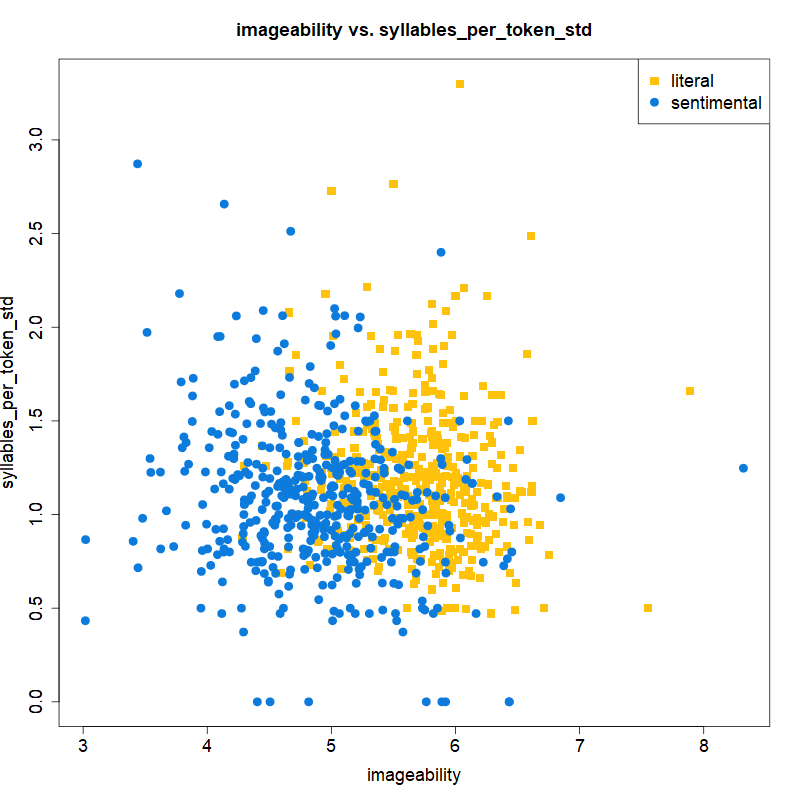 imageability vs. syllables_per_token_std
literal
sentimental
syllables_per_token_std
3.0
2.5
2.0
1.5
1.0
0.5
0.0
3 4 5 6 7 8
imageability